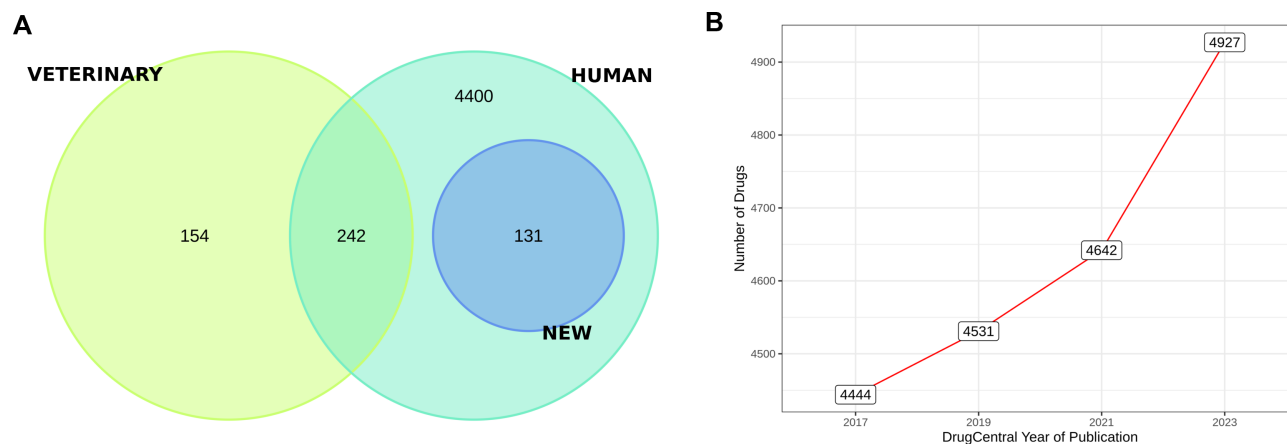 A
VETERINARY
HUMAN
4400
154
242
131
NEW
B
Number of Drugs
4900
4800
4700
4600
4500
4927
4642
4531
4444
2017
2019
2021
2023
DrugCentral Year of Publication